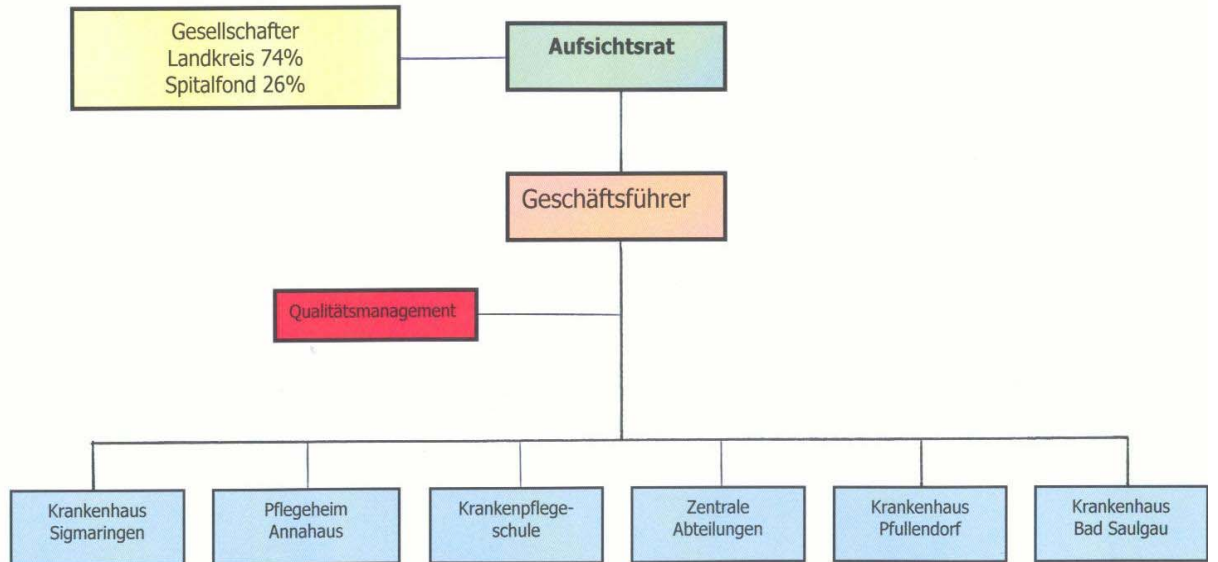 Gesellschafter
Landkreis 74%
Spitalfond 26%
Aufsichtsrat
Geschäftsführer
Qualitätsmanagement
Krankenhaus
Sigmaringen
Pflegeheim
Annahaus
Krankenpflege-
schule
Zentrale
Abteilungen
Krankenhaus
Pfullendorf
Krankenhaus
Bad Saulgau